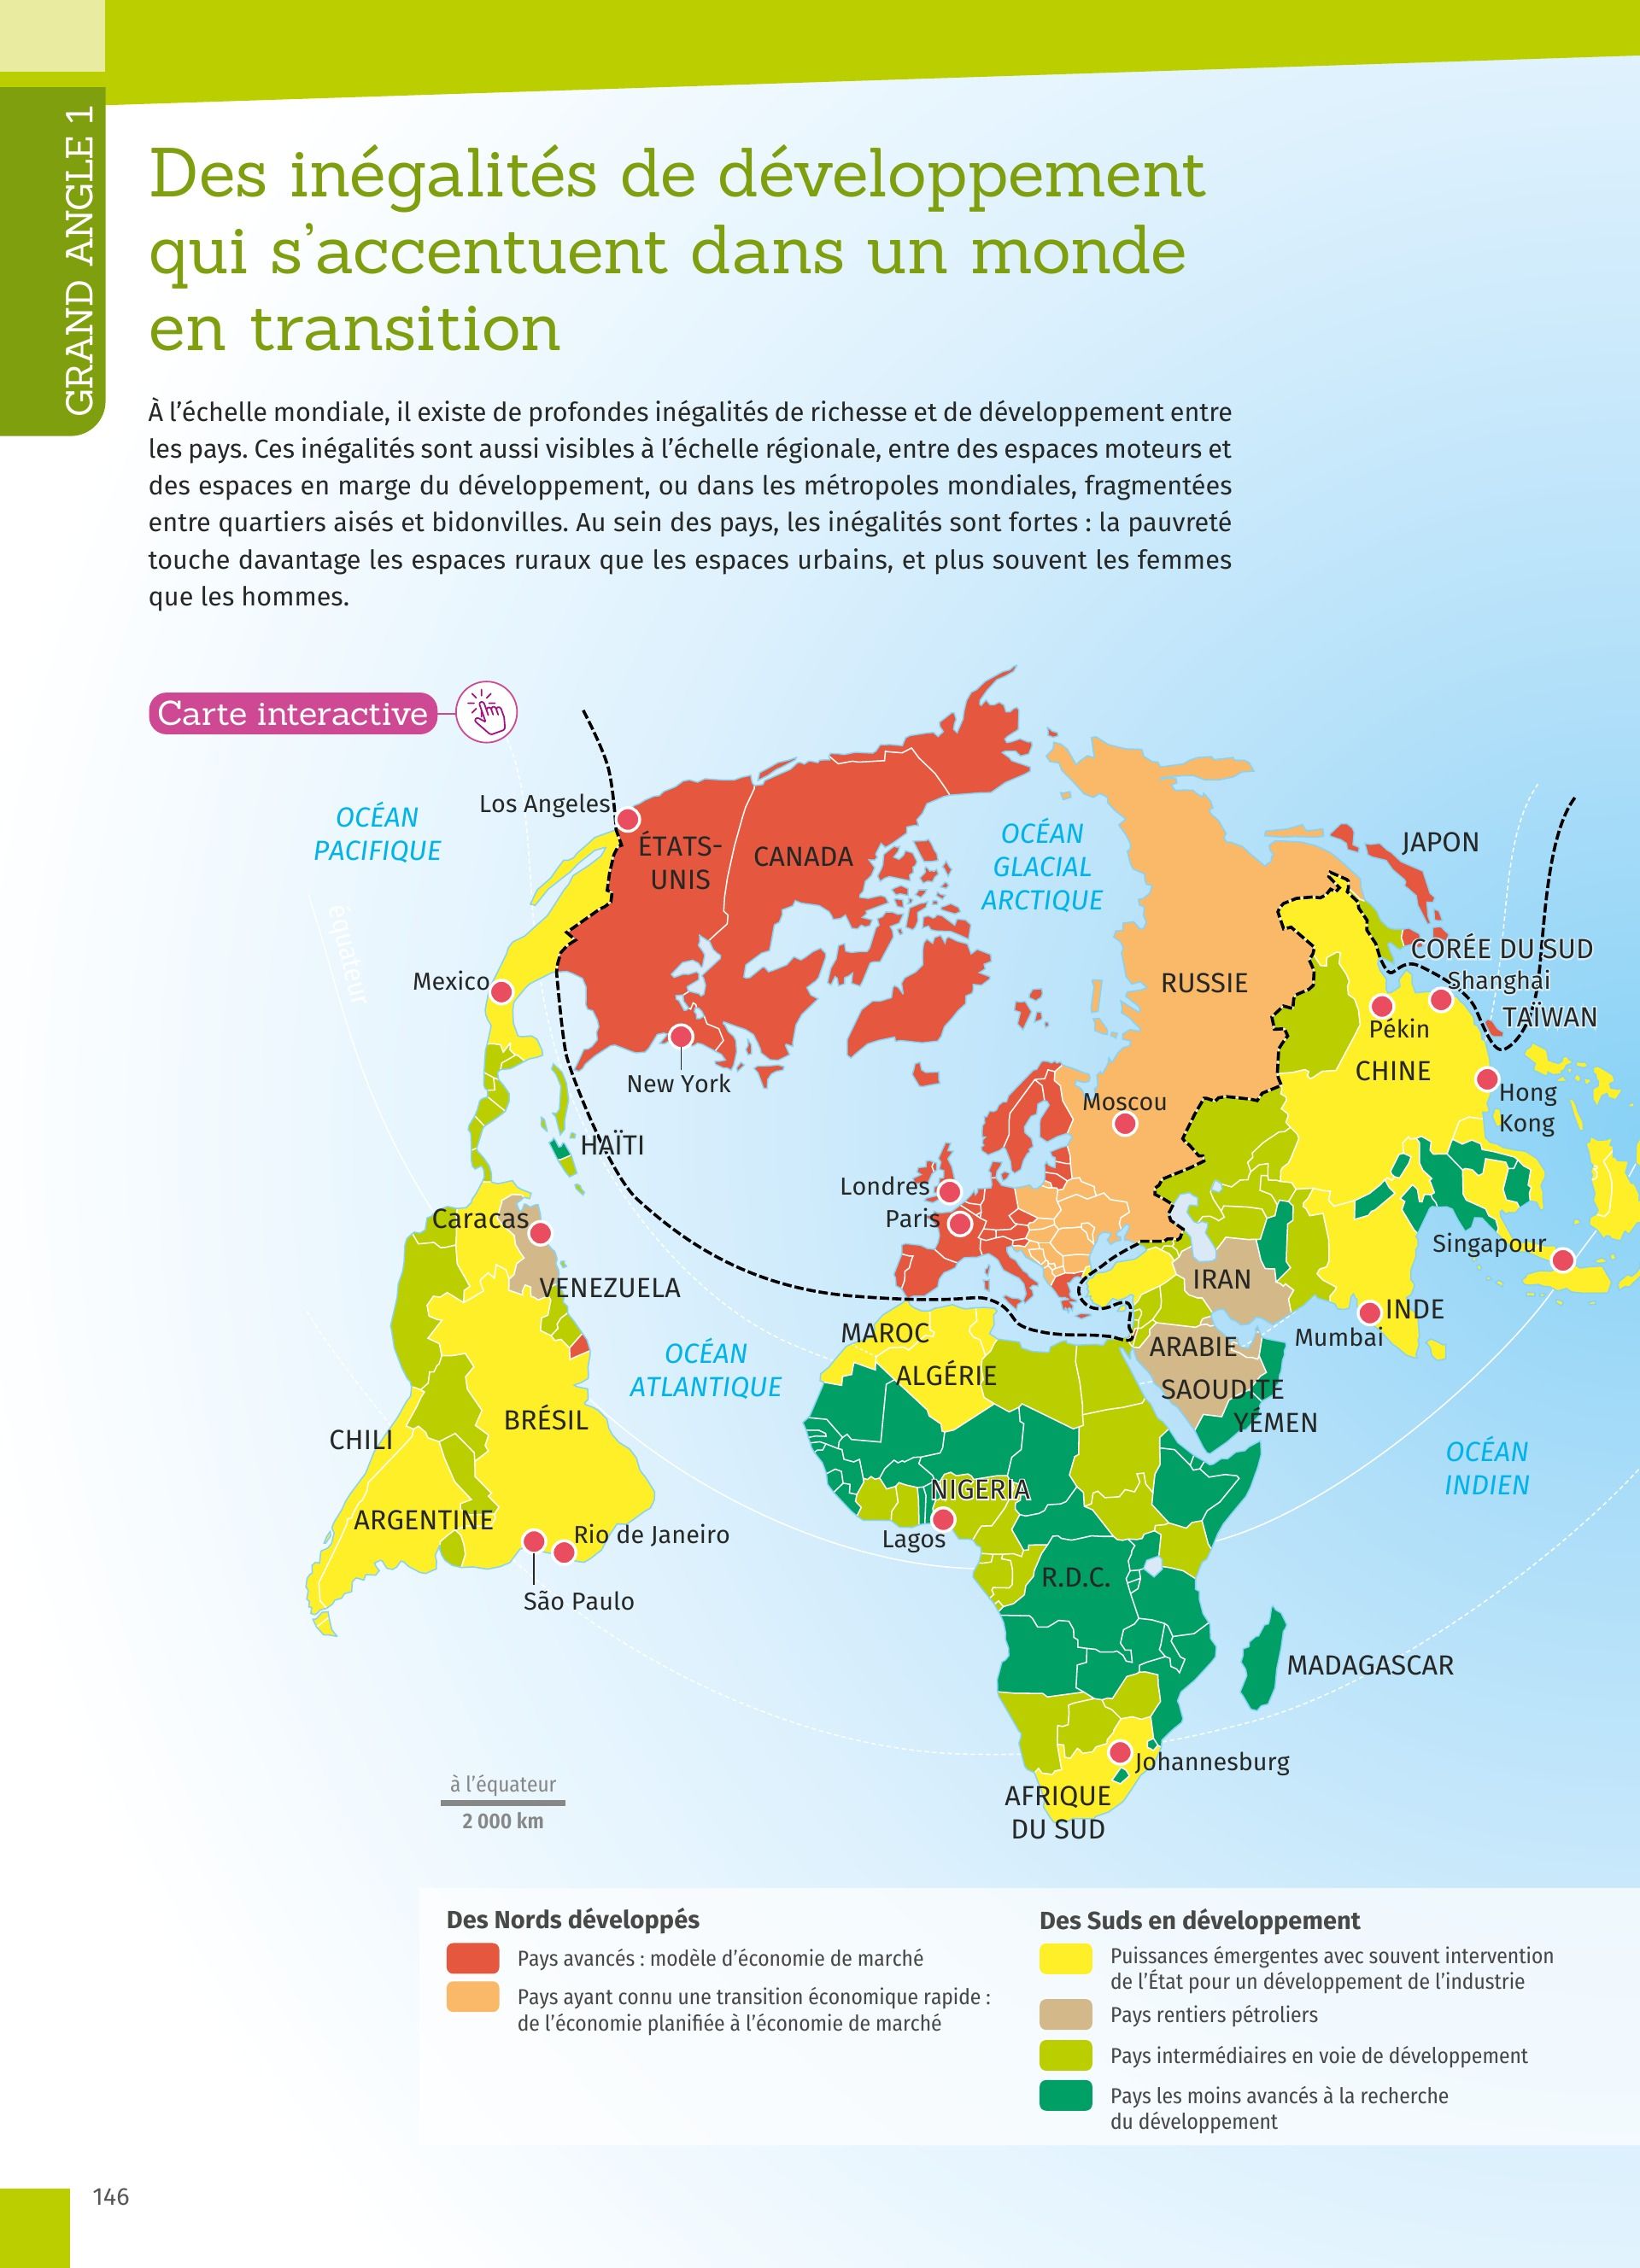 GRAND ANGLE 1
Des inégalités de développement
qui s’accentuent dans un monde
en transition
À l’échelle mondiale, il existe de profondes inégalités de richesse et de développement entre
les pays. Ces inégalités sont aussi visibles à l’échelle régionale, entre des espaces moteurs et
des espaces en marge du développement, ou dans les métropoles mondiales, fragmentées
entre quartiers aisés et bidonvilles. Au sein des pays, les inégalités sont fortes : la pauvreté
touche davantage les espaces ruraux que les espaces urbains, et plus souvent les femmes
que les hommes.
Carte interactive
OCÉAN
PACIFIQUE
Los Angeles
ÉTATS-
UNIS
CANADA
OCÉAN
GLACIAL
ARCTIQUE
JAPON
équateur
Mexico
RUSSIE
CORÉE DU SUD
Shanghai
TAÏWAN
Pékin
CHINE
New York
Moscou
Hong
Kong
HAÏTI
Londres
Paris
Caracas
VENEZUELA
Singapour
IRAN
INDE
Mumbai
MAROC
ALGÉRIE
ARABIE
SAOUDITE
YÉMEN
OCÉAN
ATLANTIQUE
BRÉSIL
CHILI
OCÉAN
INDIEN
NIGERIA
Lagos
ARGENTINE
Rio de Janeiro
São Paulo
R.D.C.
MADAGASCAR
Johannesburg
AFRIQUE
DU SUD
à l’équateur
2 000 km
Des Nords développés
Pays avancés : modèle d’économie de marché
Pays ayant connu une transition économique rapide :
de l’économie planifiée à l’économie de marché
Des Suds en développement
Puissances émergentes avec souvent intervention
de l’État pour un développement de l’industrie
Pays rentiers pétroliers
Pays intermédiaires en voie de développement
Pays les moins avancés à la recherche
du développement
146